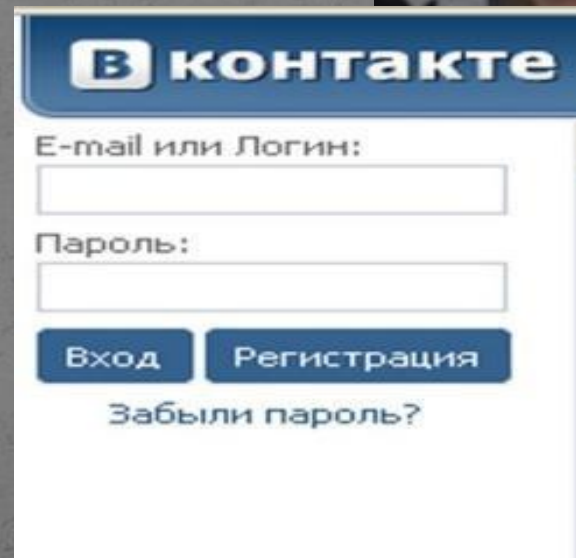 В контакте
E-mail или Логин:
Пароль:
Вход Регистрация
Забыли пароль?